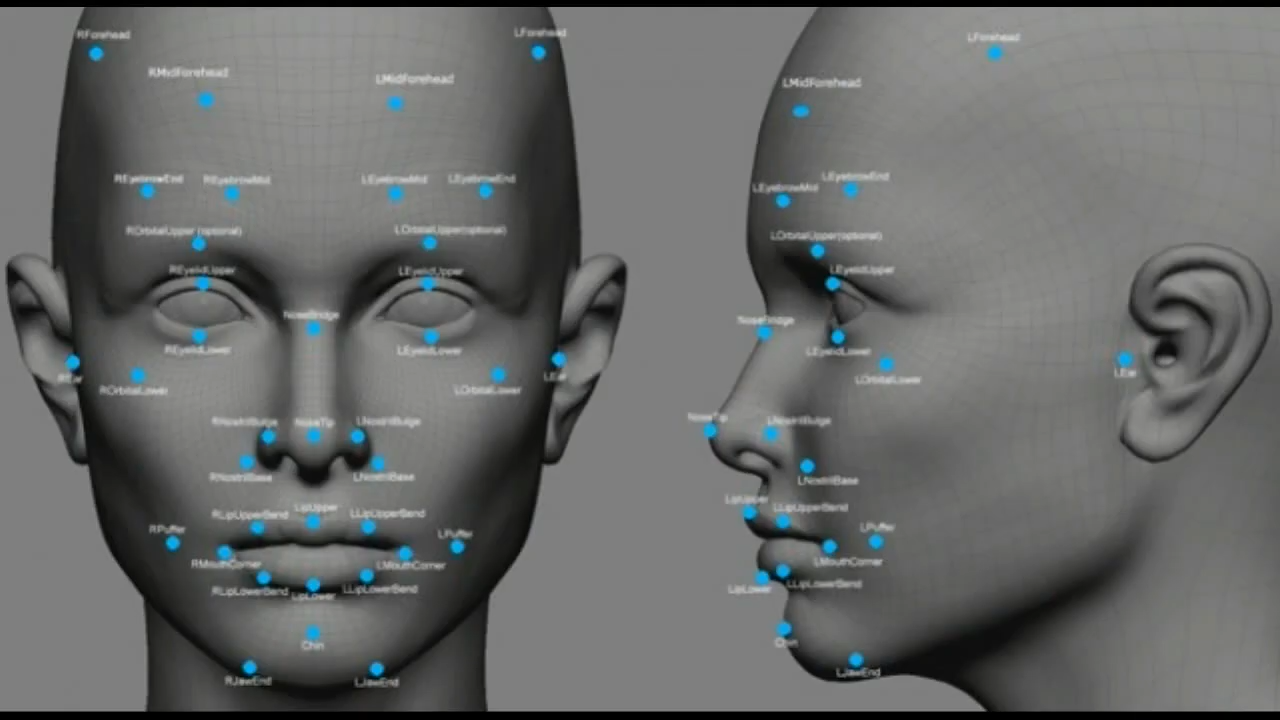 RForehead
LForehead
RMidForehead
LMidForehead
REyebrowEnd
REyebrowMid
LEyebrowMid
LEyebrowEnd
ROrbitalUpper (optional)
LOrbitalUpper(optional)
REyelidUpper
LEyelidUpper
NoseBridge
REyelidLower
LEyelidLower
REar
LEar
ROrbitalLower
LOrbitalLower
RNostrilBulge
NoseTip
LNostrilBulge
RNostrilBase
LNostrilBase
RLipUpperBend
LipUpper
LLipUpperBend
RPuffer
LPuffer
RMouthCorner
LMouthCorner
RLipLowerBend
LipLower
LLipLowerBend
Chin
RJawEnd
LJawEnd
LForehead
LMidForehead
LEyebrowMid
LEyebrowEnd
LOrbitalUpper(optional)
LEyelidUpper
NoseBridge
LEyelidLower
LEar
LOrbitalLower
NoseTip
LNostrilBulge
LNostrilBase
LipUpper
LLipUpperBend
LPuffer
LMouthCorner
LipLower
LLipLowerBend
Chin
LJawEnd